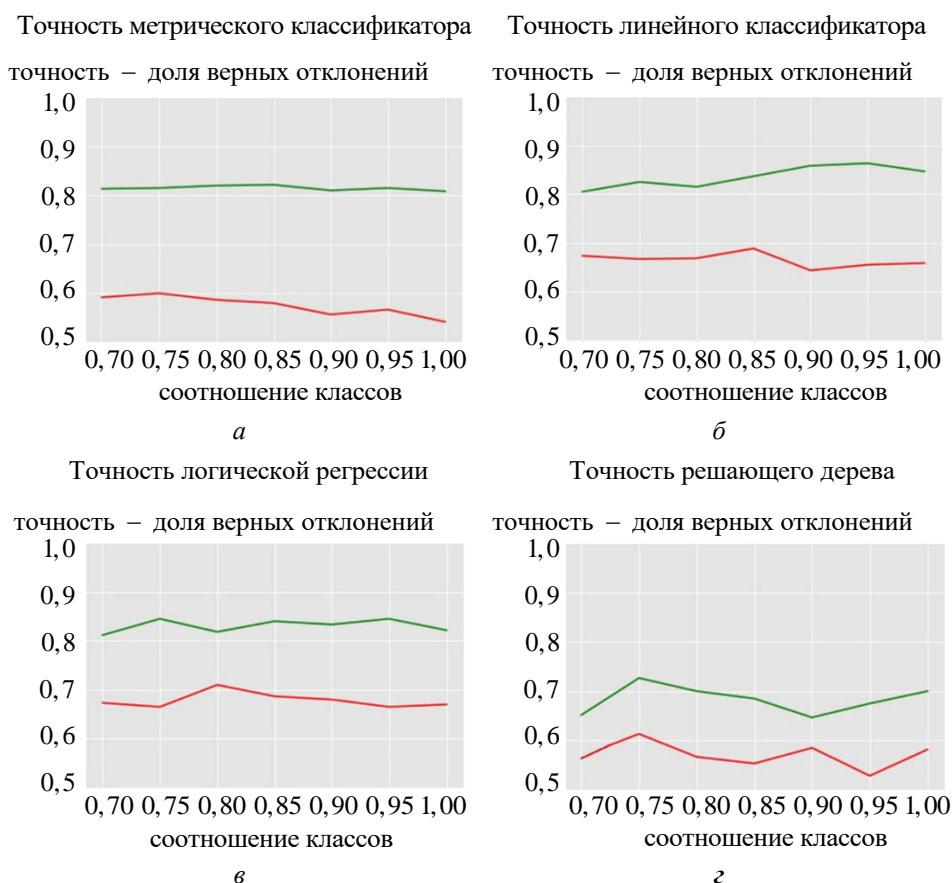 Точность метрического классификатора
точность – доля верных отклонений
1,0
0,9
0,8
0,7
0,6
0,5
0,70 0,75 0,80 0,85 0,90 0,95 1,00
соотношение классов
а
Точность линейного классификатора
точность – доля верных отклонений
1,0
0,9
0,8
0,7
0,6
0,5
0,70 0,75 0,80 0,85 0,90 0,95 1,00
соотношение классов
б
Точность логической регрессии
точность – доля верных отклонений
1,0
0,9
0,8
0,7
0,6
0,5
0,70 0,75 0,80 0,85 0,90 0,95 1,00
соотношение классов
в
Точность решающего дерева
точность – доля верных отклонений
1,0
0,9
0,8
0,7
0,6
0,5
0,70 0,75 0,80 0,85 0,90 0,95 1,00
соотношение классов
г